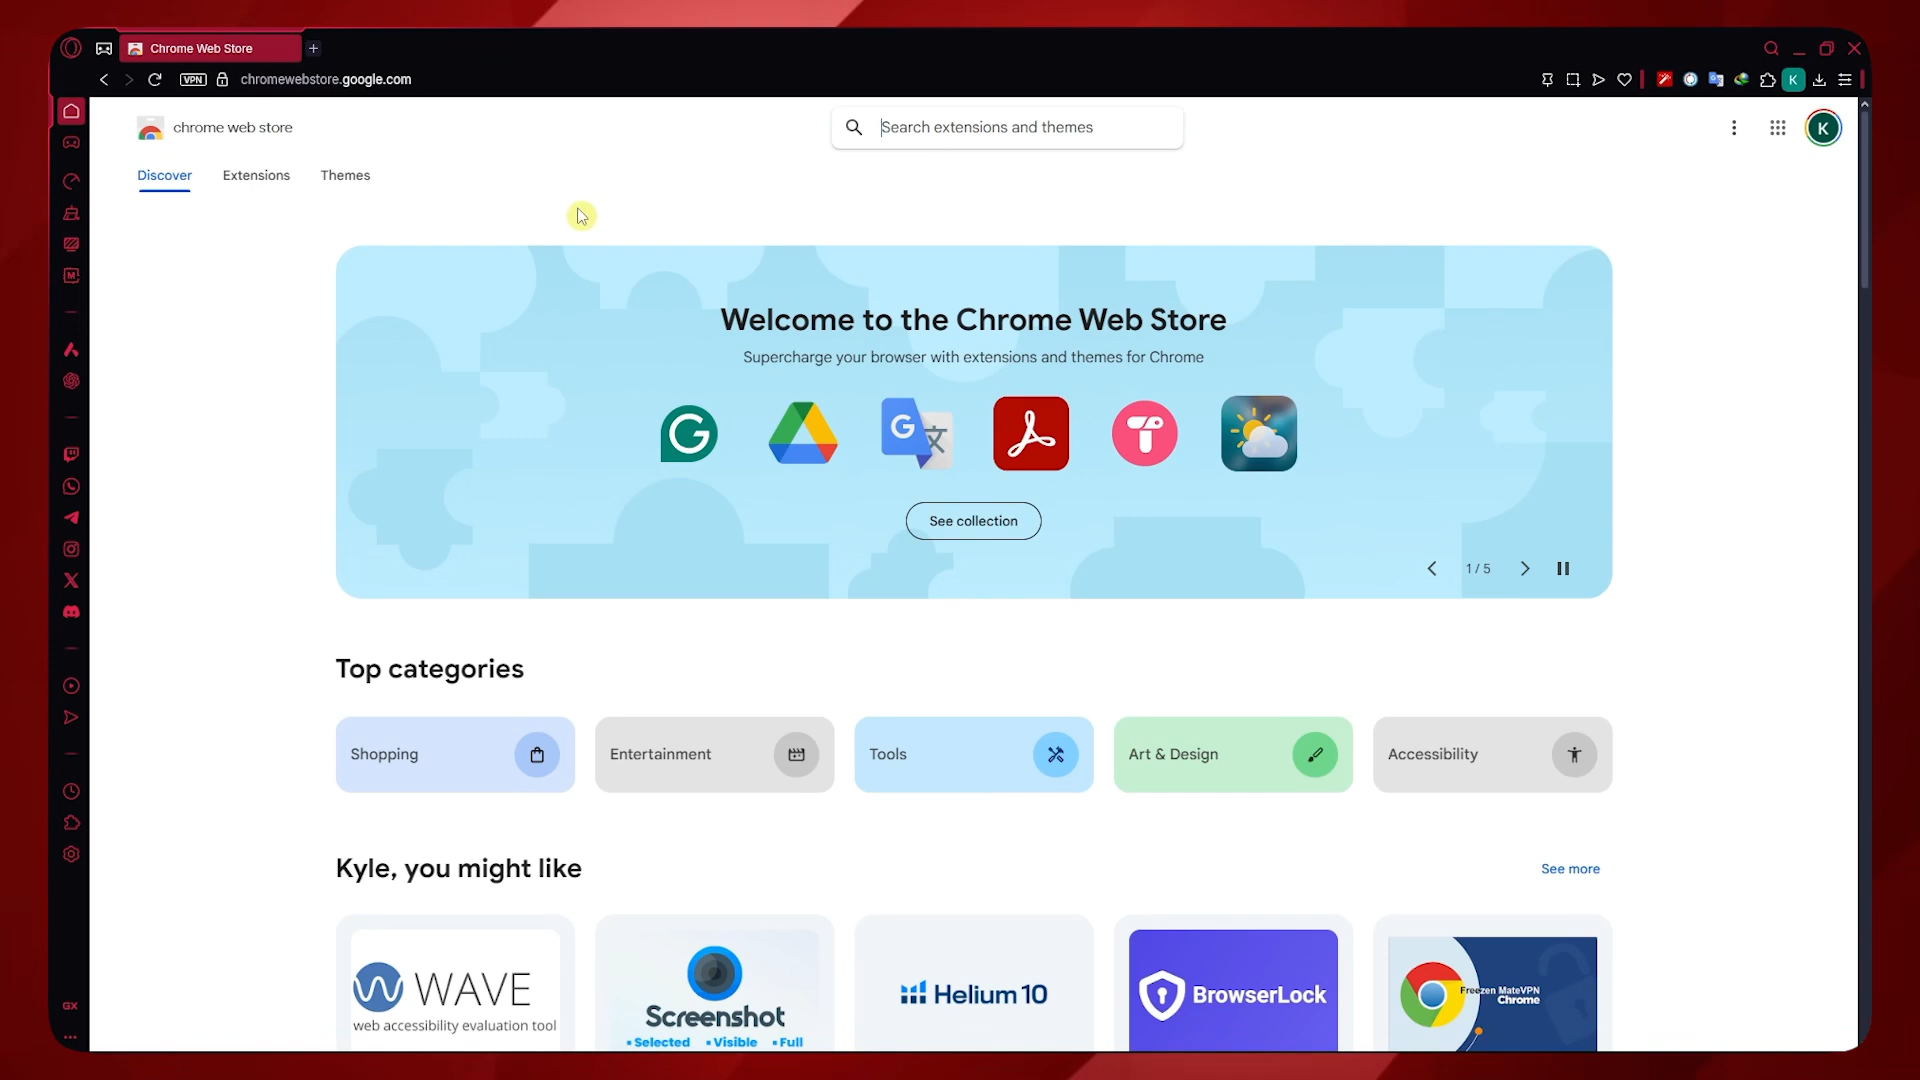 Chrome Web Store
VPN
chromewebstore.google.com
K
chrome web store
Search extensions and themes
K
Discover
Extensions
Themes
Welcome to the Chrome Web Store
Supercharge your browser with extensions and themes for Chrome
G
G 文
T
See collection
1 / 5
Top categories
Shopping
Entertainment
Tools
Art & Design
Accessibility
Kyle, you might like
See more
WAVE
web accessibility evaluation tool
Screenshot
Selected Visible Full
Helium 10
BrowserLock
Freezen MateVPN
Chrome
M
GX